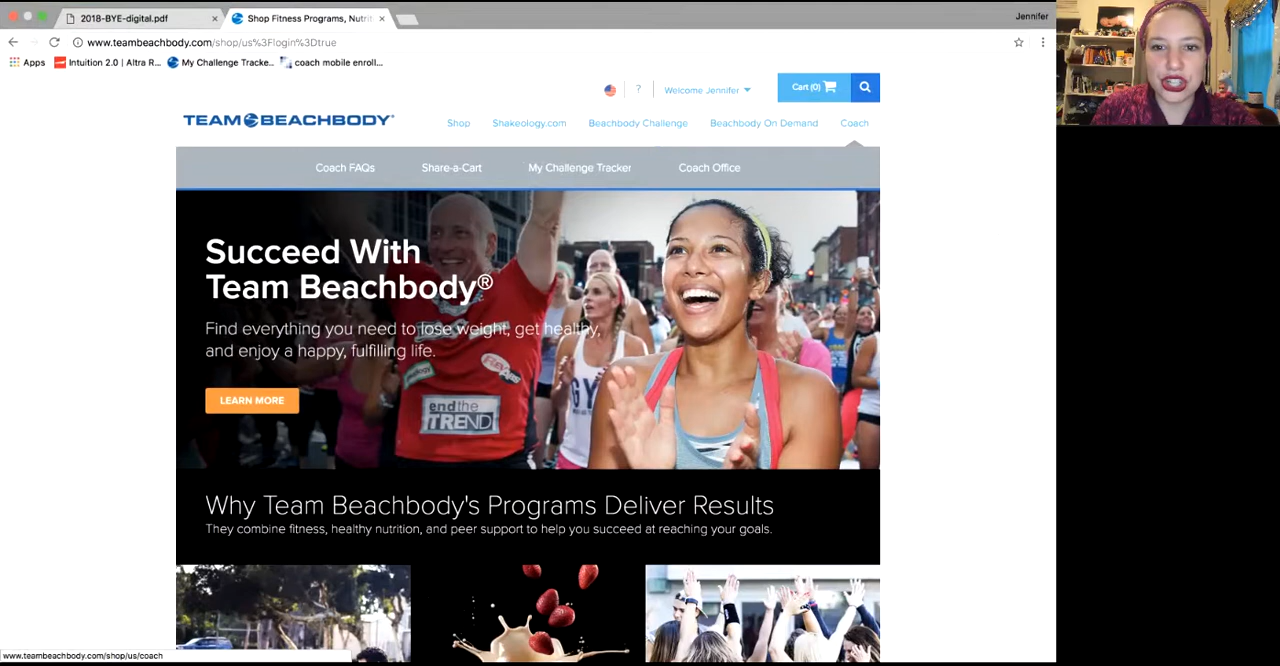 2018-BYE-digital.pdf
Shop Fitness Programs, Nutri
Jennifer
www.teambeachbody.com/shop/us%3Flogin%3Dtrue
Apps
Intuition 2.0 | Altra R...
My Challenge Tracke...
coach mobile enroll...
?
Welcome Jennifer
Cart (0)
TEAM BEACHBODY
Shop
Shakeology.com
Beachbody Challenge
Beachbody On Demand
Coach
Coach FAQs
Share-a-Cart
My Challenge Tracker
Coach Office
Succeed With
Team Beachbody®
Find everything you need to lose weight, get healthy,
and enjoy a happy, fulfilling life.
LEARN MORE
end the
TREND
Why Team Beachbody's Programs Deliver Results
They combine fitness, healthy nutrition, and peer support to help you succeed at reaching your goals.
www.teambeachbody.com/shop/us/coach